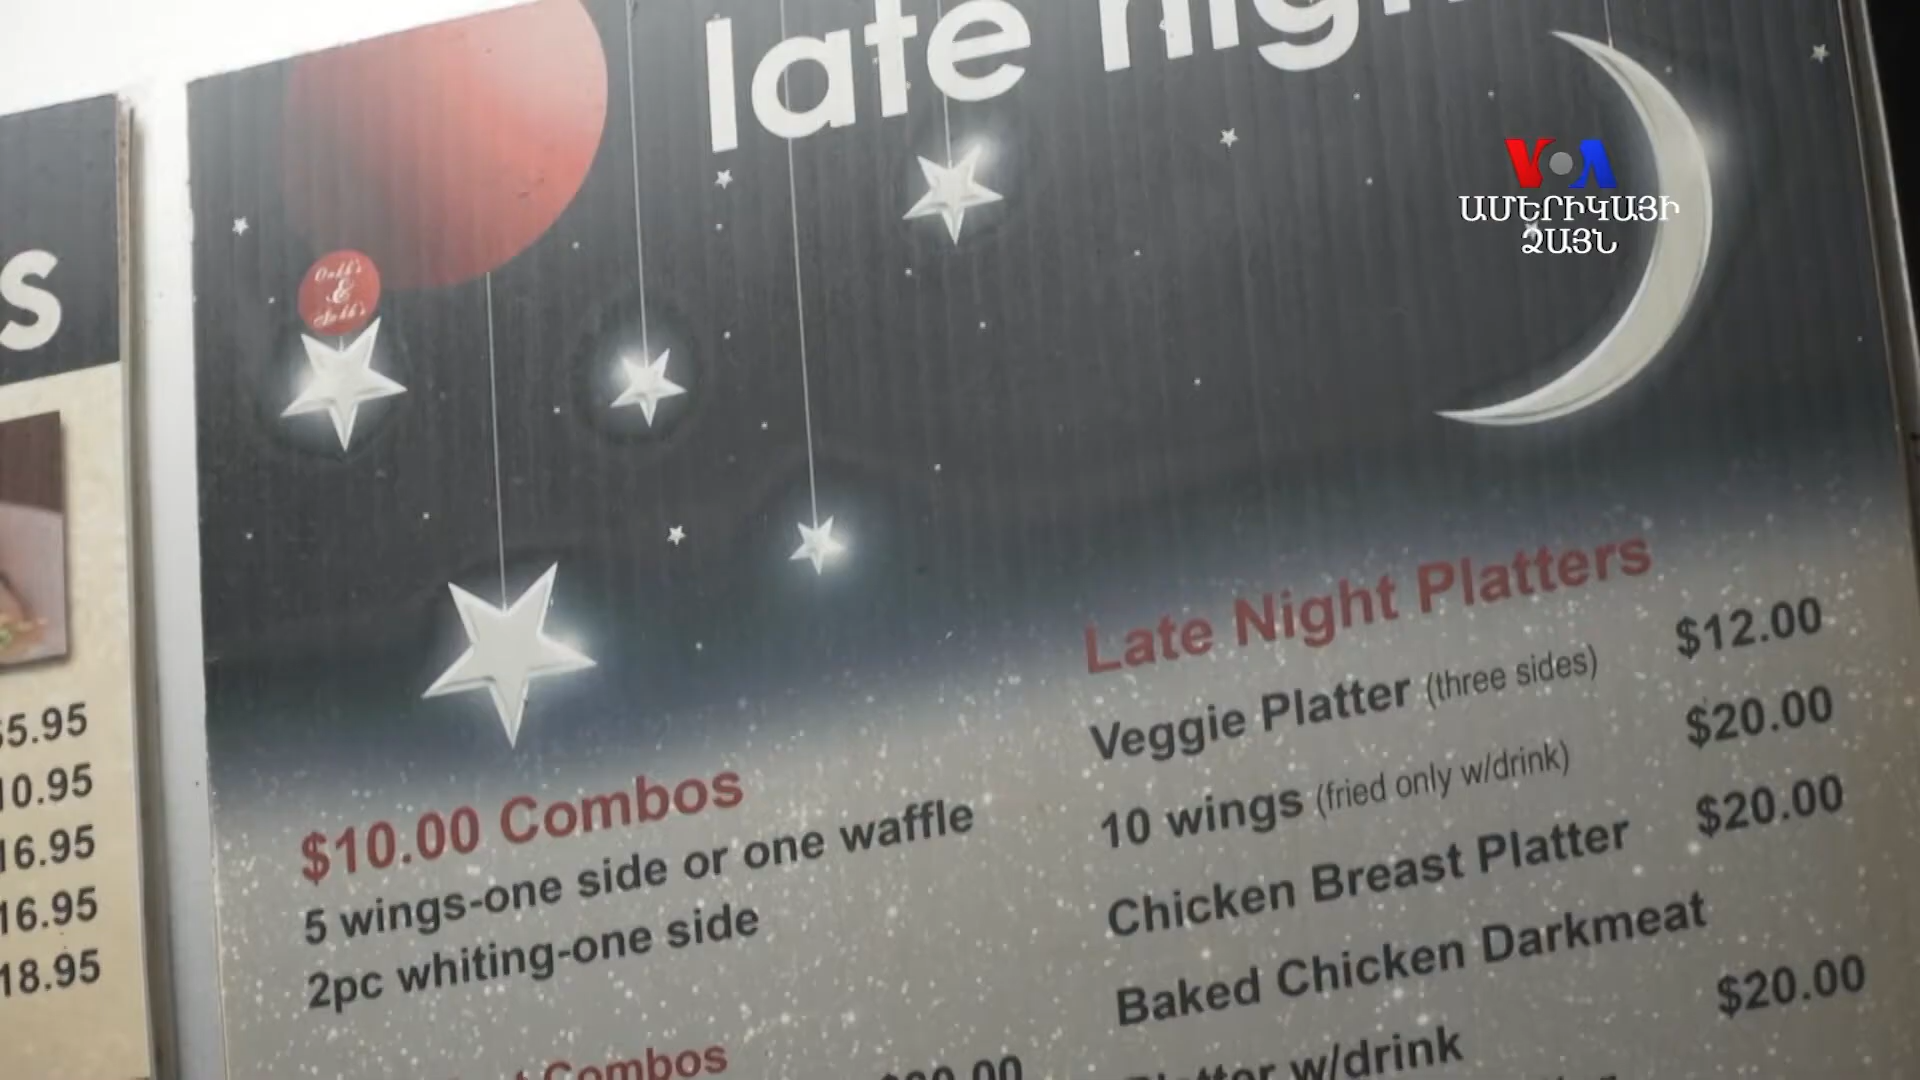 late nigh
VOA
ԱՄԵՐԻԿԱՅԻ
ՁԱՅՆ
s
&
5.95
10.95
16.95
16.95
18.95
$10.00 Combos
5 wings-one side or one waffle
2pc whiting-one side
Combos
Late Night Platters
Veggie Platter (three sides) $12.00
10 wings (fried only w/drink) $20.00
Chicken Breast Platter $20.00
Baked Chicken Darkmeat
Platter w/drink $20.00